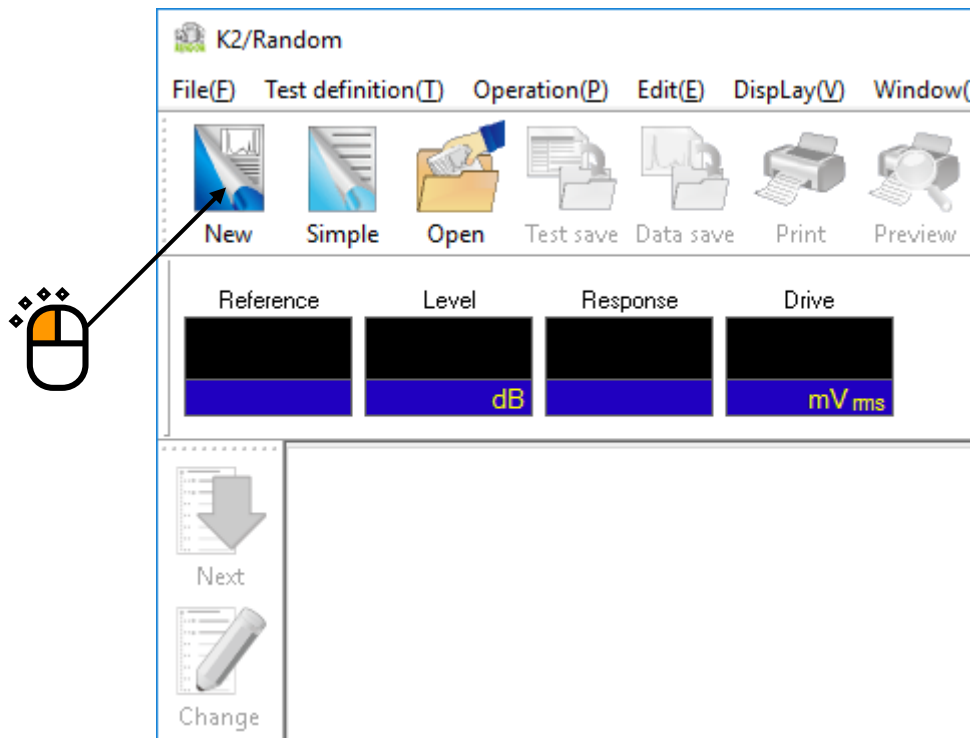 K2/Random
File(F) Test definition(T) Operation(P) Edit(E) DispLay(V) Window(
New Simple Open Test save Data save Print Preview
Reference Level Response Drive
dB mV rms
Next
Change